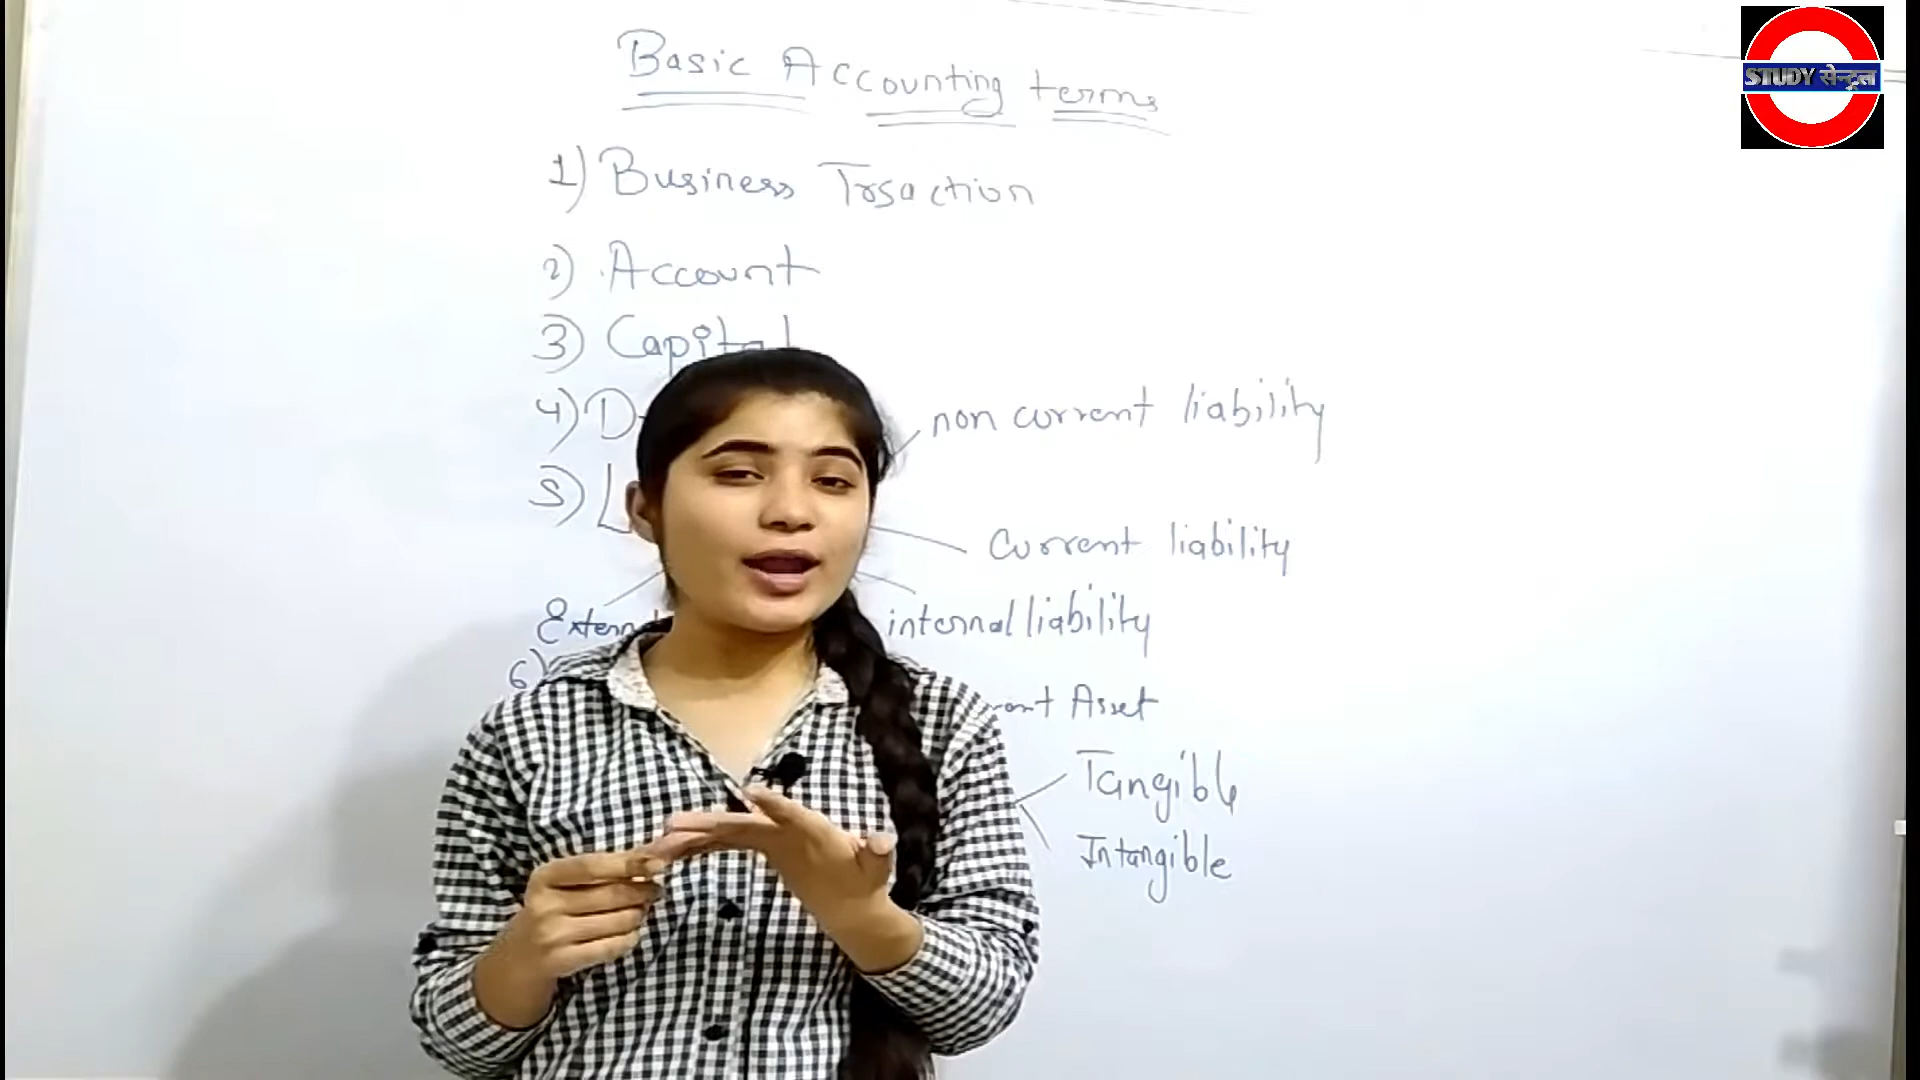 Basic Accounting terms
STUDY सेन्ट्रल
1) Business Trsaction
2) Account
3) Capital
4) D
non current liability
5) L
current liability
internal liability
6)
Asset
Tangible
Intangible